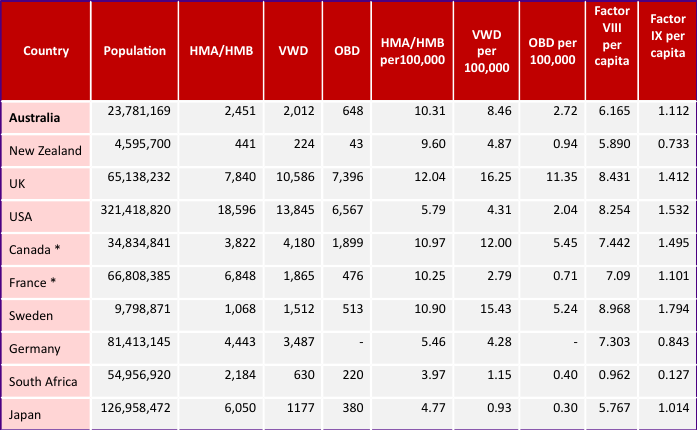 Country Population HMA/HMB VWD OBD HMA/HMB per100,000 VWD per 100,000 OBD per 100,000 Factor VIII per capita Factor IX per capita
Australia 23,781,169 2,451 2,012 648 10.31 8.46 2.72 6.165 1.112
New Zealand 4,595,700 441 224 43 9.60 4.87 0.94 5.890 0.733
UK 65,138,232 7,840 10,586 7,396 12.04 16.25 11.35 8.431 1.412
USA 321,418,820 18,596 13,845 6,567 5.79 4.31 2.04 8.254 1.532
Canada * 34,834,841 3,822 4,180 1,899 10.97 12.00 5.45 7.442 1.495
France * 66,808,385 6,848 1,865 476 10.25 2.79 0.71 7.09 1.101
Sweden 9,798,871 1,068 1,512 513 10.90 15.43 5.24 8.968 1.794
Germany 81,413,145 4,443 3,487 - 5.46 4.28 - 7.303 0.843
South Africa 54,956,920 2,184 630 220 3.97 1.15 0.40 0.962 0.127
Japan 126,958,472 6,050 1177 380 4.77 0.93 0.30 5.767 1.014